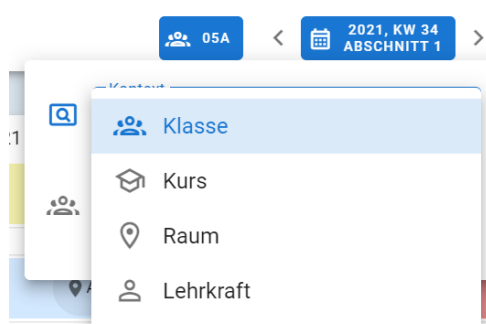 05A
2021, KW 34
ABSCHNITT 1
Kontext
Klasse
Kurs
Raum
Lehrkraft